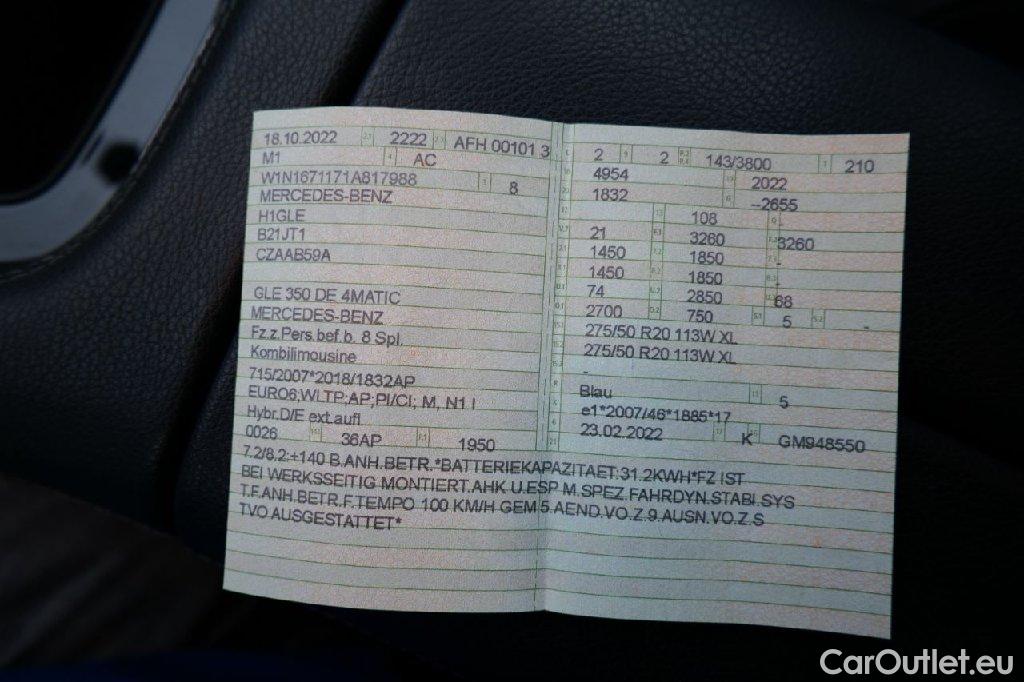 18.10.2022 2222 AFH 00101 3
M1 AC
W1N1671171A817988 8
MERCEDES-BENZ
H1GLE
B21JT1
CZAAB59A
GLE 350 DE 4MATIC
MERCEDES-BENZ
Fz.z.Pers.bef.b. 8 Spl.
Kombilimousine
715/2007*2018/1832AP
EURO6;WLTP;AP;PI/CI; M, N1 I
Hybr.D/E ext.aufl
0026 36AP 1950
2 2 143/3800 210
4954 2022
1832 --2655
108
21 3260 3260
1450 1850 -
1450 1850 -
74 2850 68
2700 750 5 -
275/50 R20 113W XL
275/50 R20 113W XL
-
Blau 5
e1*2007/46*1885*17
23.02.2022 K GM948550
7.2/8.2:+140 B.ANH.BETR.*BATTERIEKAPAZITAET:31.2KWH*FZ IST
BEI WERKSSEITIG MONTIERT.AHK U.ESP M.SPEZ.FAHRDYN.STABI.SYS
T.F.ANH.BETR.F.TEMPO 100 KM/H GEM 5.AEND.VO.Z.9.AUSN.VO.Z.S
TVO AUSGESTATTET*
CarOutlet.eu